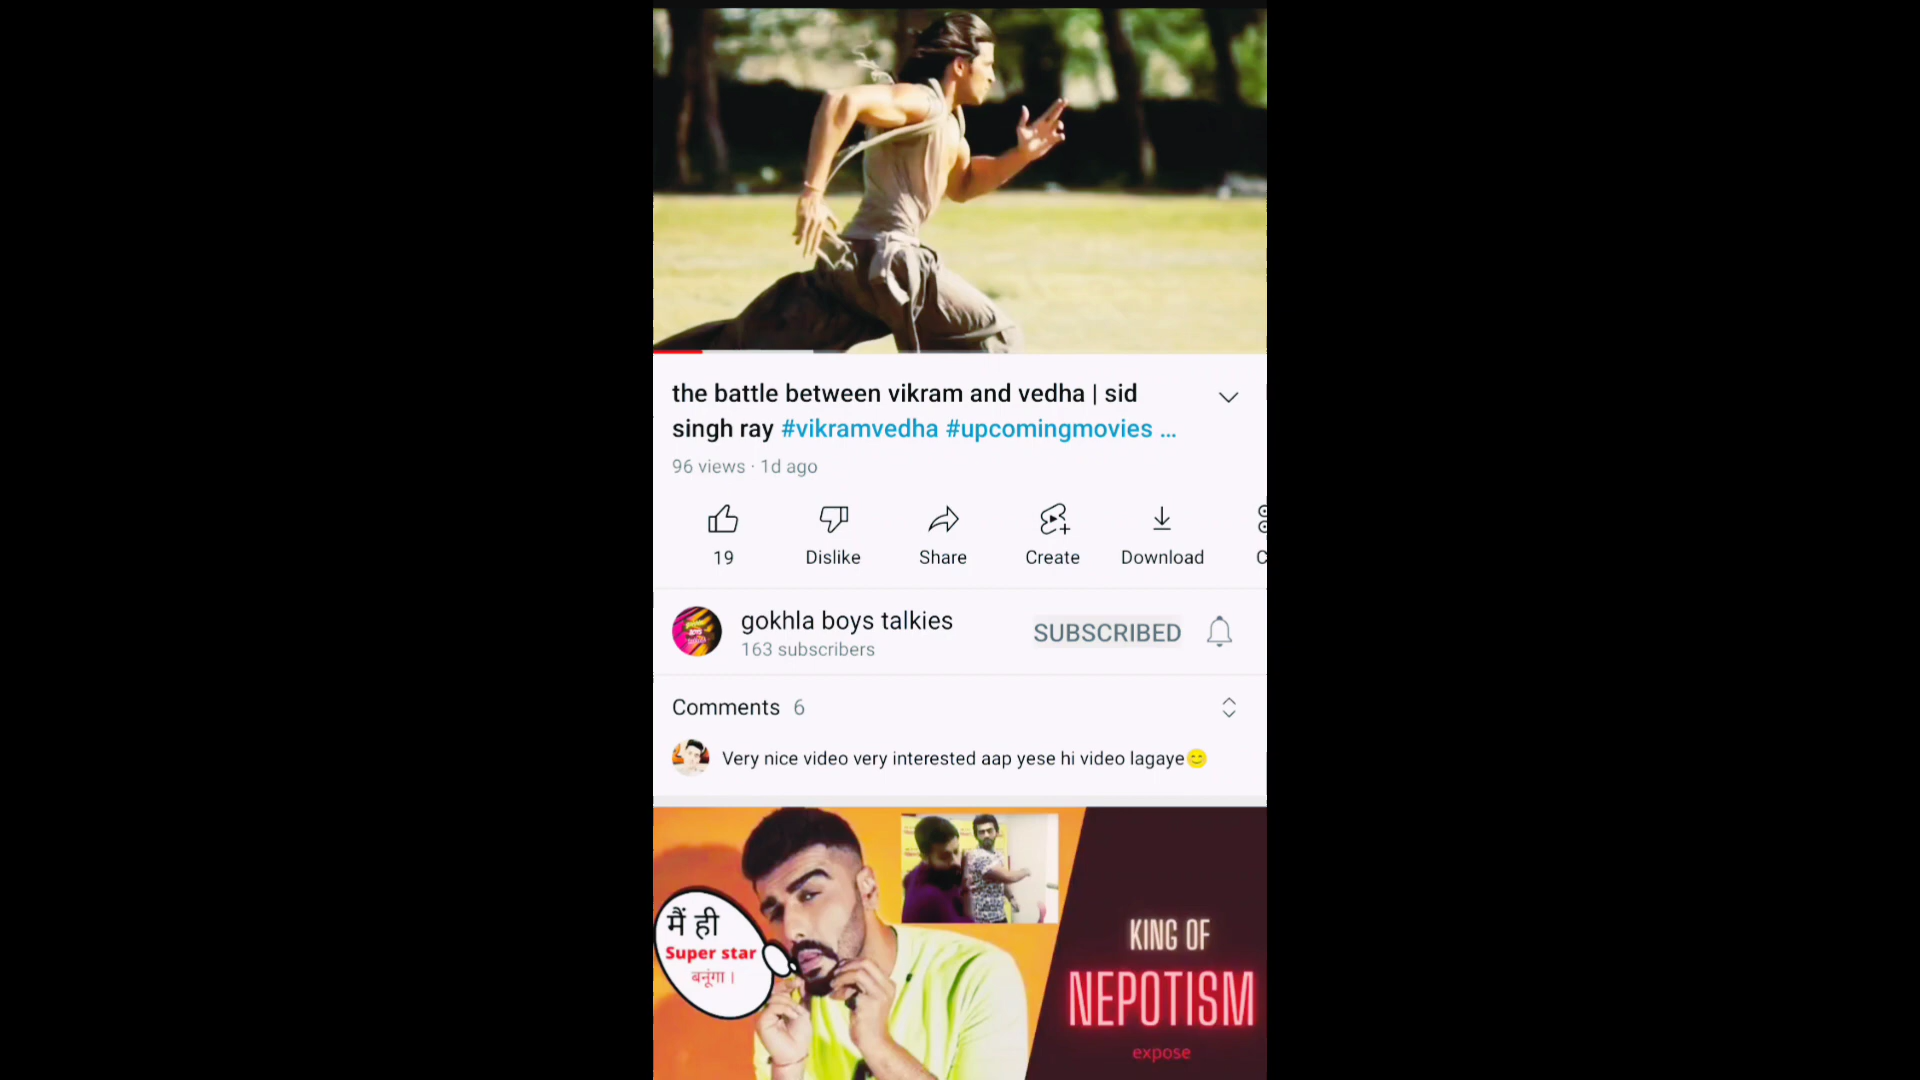 the battle between vikram and vedha | sid
singh ray #vikramvedha #upcomingmovies ...
96 views · 1d ago
19
Dislike
Share
Create
Download
C
gokhla boys talkies
163 subscribers
SUBSCRIBED
Comments 6
Very nice video very interested aap yese hi video lagaye😊
मैं ही
Super star
बनूंगा ।
KING OF
NEPOTISM
expose